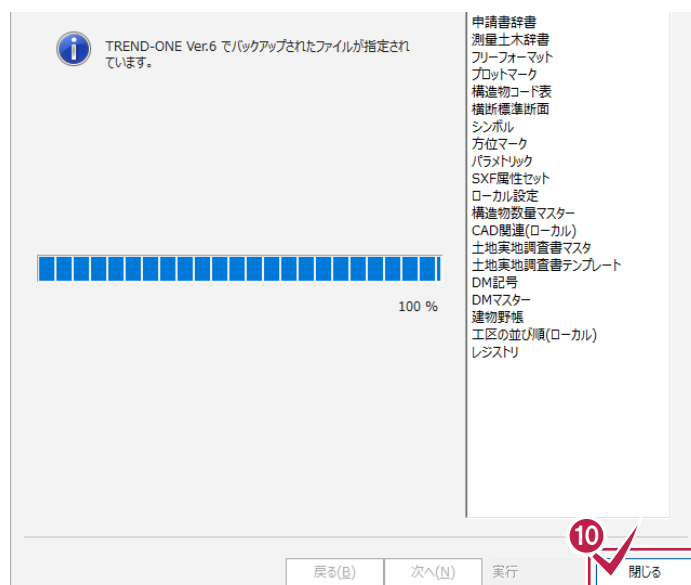 TREND-ONE Ver.6 でバックアップされたファイルが指定され
ています。
100 %
申請書辞書
測量土木辞書
フリーフォーマット
プロットマーク
構造物コード表
横断標準断面
シンボル
方位マーク
パラメトリック
SXF属性セット
ローカル設定
構造物数量マスター
CAD関連(ローカル)
土地実地調査書マスタ
土地実地調査書テンプレート
DM記号
DMマスター
建物野帳
工区の並び順(ローカル)
レジストリ
10
戻る(B)
次へ(N)
実行
閉じる